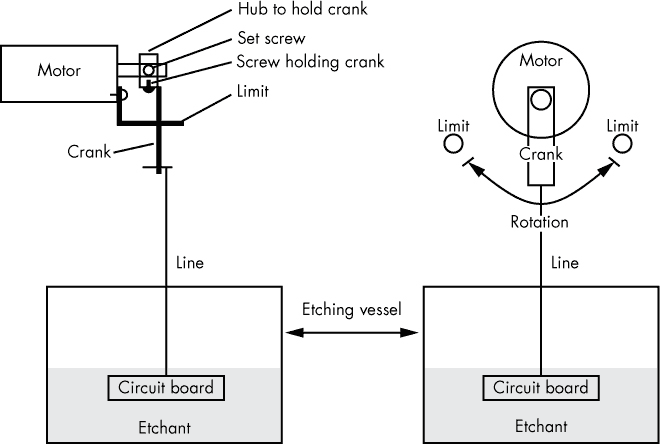 Hub to hold crank
Set screw
Screw holding crank
Motor
Limit
Crank
Line
Circuit board
Etchant
Etching vessel
Motor
Limit
Limit
Crank
Rotation
Line
Circuit board
Etchant